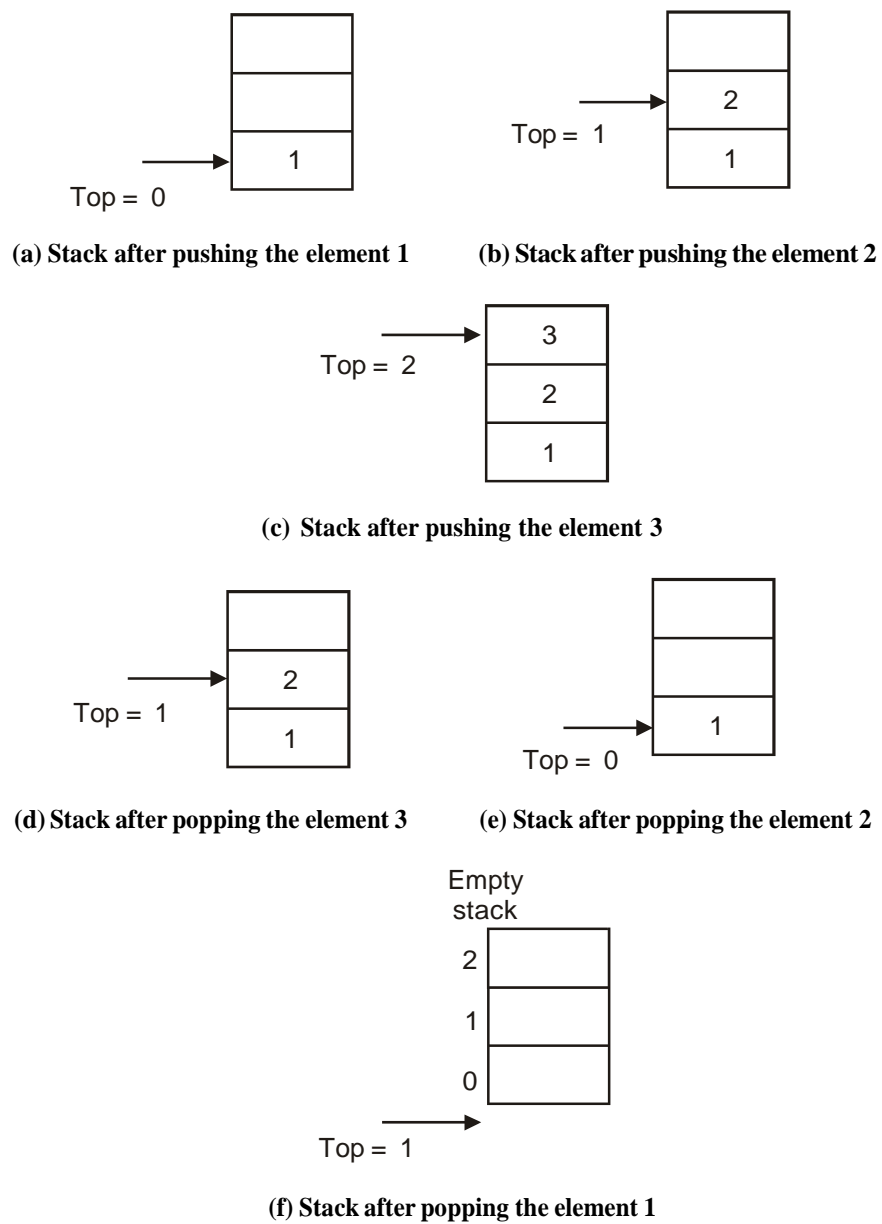 1
Top = 0
(a) Stack after pushing the element 1
2
Top = 1
1
(b) Stack after pushing the element 2
3
Top = 2
2
1
(c) Stack after pushing the element 3
2
Top = 1
1
(d) Stack after popping the element 3
1
Top = 0
(e) Stack after popping the element 2
Empty
stack
2
1
0
Top = 1
(f) Stack after popping the element 1